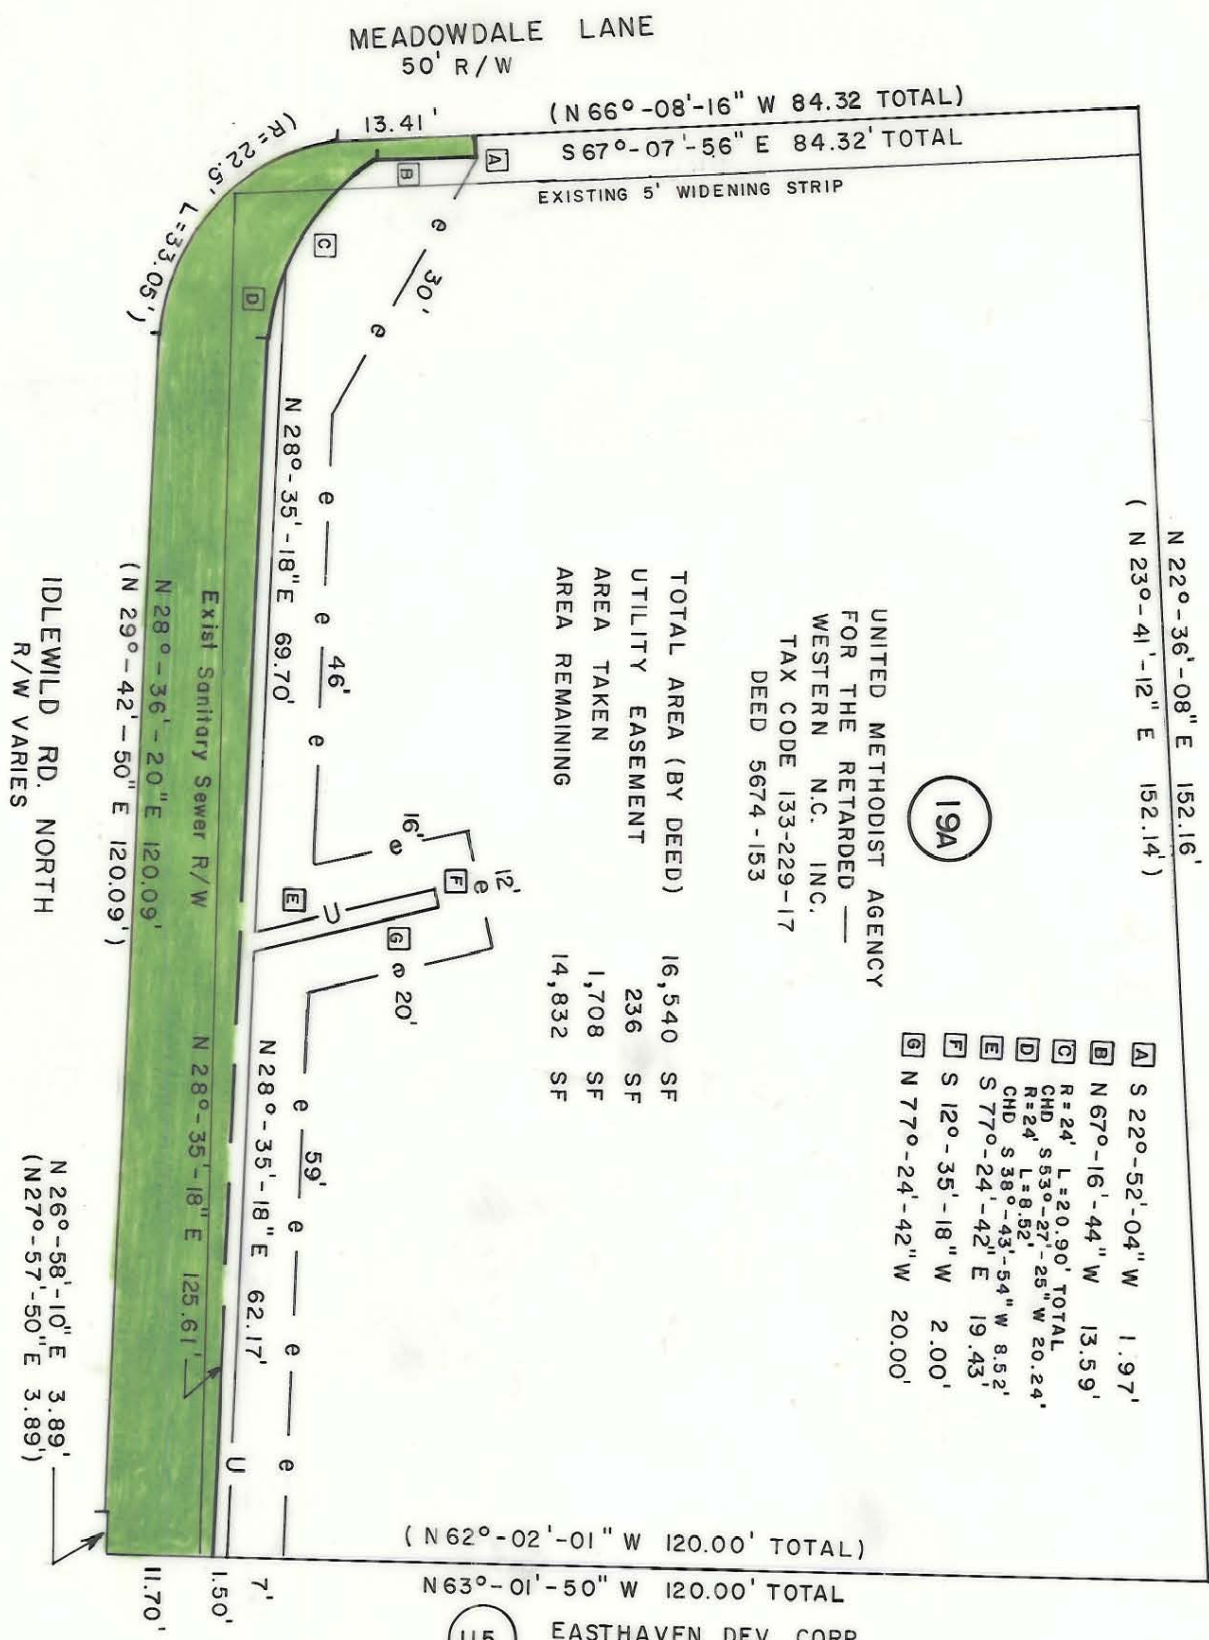 MEADOWDALE LANE
50' R/W
(N 66°-08'-16" W 84.32 TOTAL)
S 67°-07'-56" E 84.32' TOTAL
EXISTING 5' WIDENING STRIP
13.41'
(R=22.5' L=33.05')
A
B
C
D
e
30'
e
N 22°-36'-08" E 152.16'
( N 23°-41'-12" E 152.14' )
19A
UNITED METHODIST AGENCY
FOR THE RETARDED —
WESTERN N.C. INC.
TAX CODE 133-229-17
DEED 5674-153
TOTAL AREA (BY DEED) 16,540 SF
UTILITY EASEMENT 236 SF
AREA TAKEN 1,708 SF
AREA REMAINING 14,832 SF
A S 22°-52'-04" W 1.97'
B N 67°-16'-44" W 13.59'
C R=24' L=20.90' TOTAL
CHD S 53°-27'-25" W 20.24'
D R=24' L=8.52'
CHD S 38°-43'-54" W 8.52'
E S 77°-24'-42" E 19.43'
F S 12°-35'-18" W 2.00'
G N 77°-24'-42" W 20.00'
e
e
46'
e
16'
e
12'
e
F
E
U
G
e
20'
e
59'
e
e
e
N 28°-35'-18" E 69.70'
N 28°-35'-18" E 62.17'
U
Exist Sanitary Sewer R/W
N 28°-35'-18" E 125.61'
N 28°-36'-20" E 120.09'
(N 29°-42'-50" E 120.09')
IDLEWILD RD. NORTH
R/W VARIES
N 26°-58'-10" E 3.89'
(N 27°-57'-50" E 3.89')
7'
1.50'
11.70'
( N 62°-02'-01" W 120.00' TOTAL)
N 63°-01'-50" W 120.00' TOTAL
EASTHAVEN DEV. CORP.